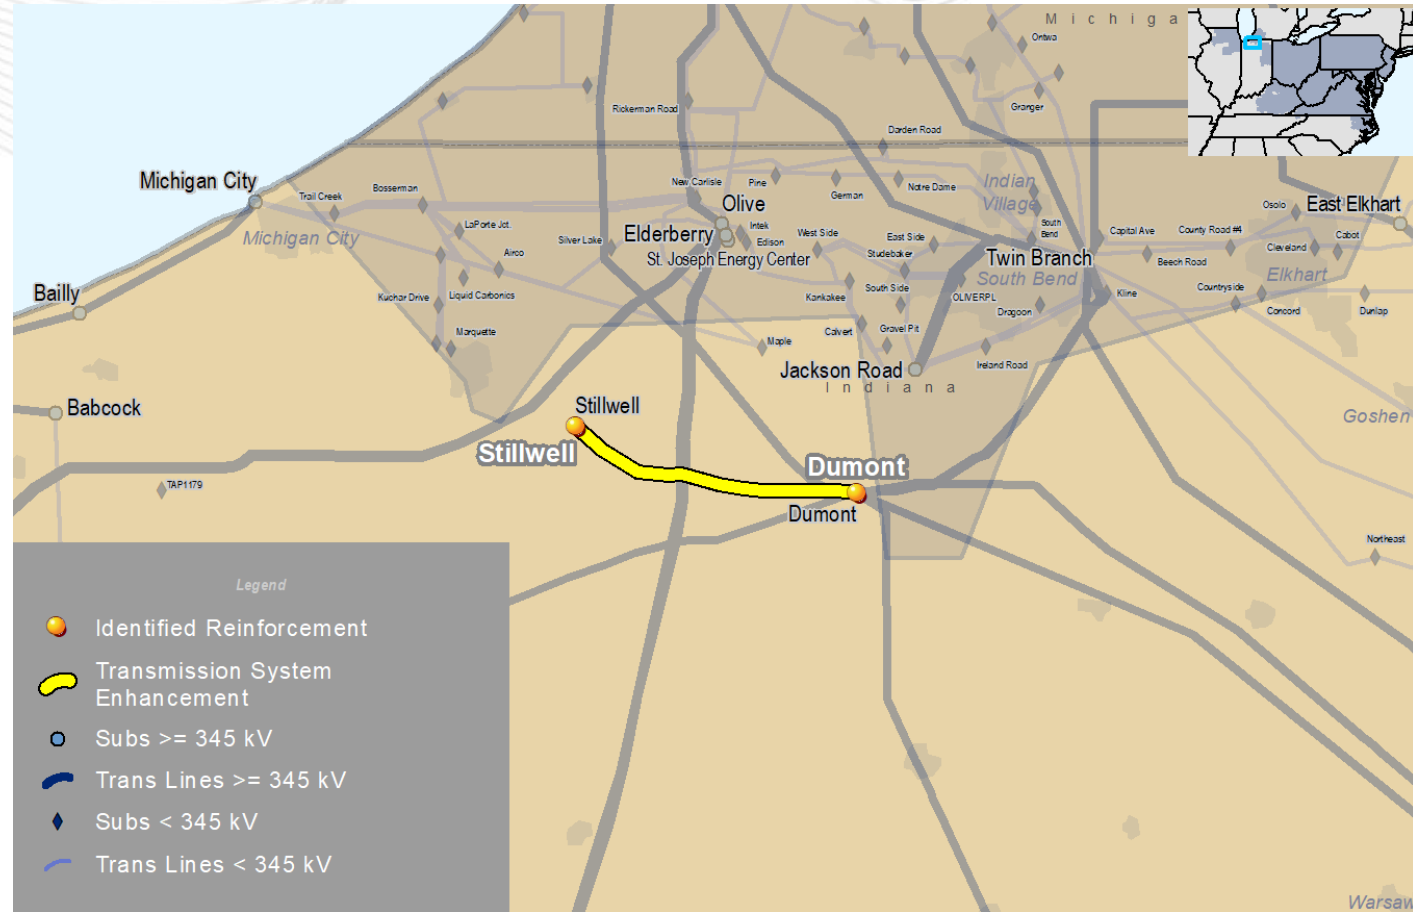 Michiga
Ontwa
Rickerman Road
Granger
Darden Road
Michigan City
Trail Creek
Bosserman
New Carlisle
Pine
German
Notre Dame
Indian
Village
Olive
Osolo
East Elkhart
Michigan City
LaPorte Jct.
Silver Lake
Elderberry
Intek
Edison
West Side
East Side
South
Bend
Capital Ave
County Road #4
Cleveland
Cabot
Airco
St. Joseph Energy Center
Studebaker
Twin Branch
Beech Road
South Bend
Elkhart
Bailly
Kuchar Drive
Liquid Carbonics
Kankakee
South Side
OLIVERPL
Dragoon
Kline
Countryside
Concord
Dunlap
Marquette
Maple
Calvert
Gravel Pit
Ireland Road
Jackson Road
Indiana
Babcock
Stillwell
Goshen
Stillwell
Dumont
TAP1179
Dumont
Northeast
Legend
Identified Reinforcement
Transmission System
Enhancement
Subs >= 345 kV
Trans Lines >= 345 kV
Subs < 345 kV
Trans Lines < 345 kV
Warsaw